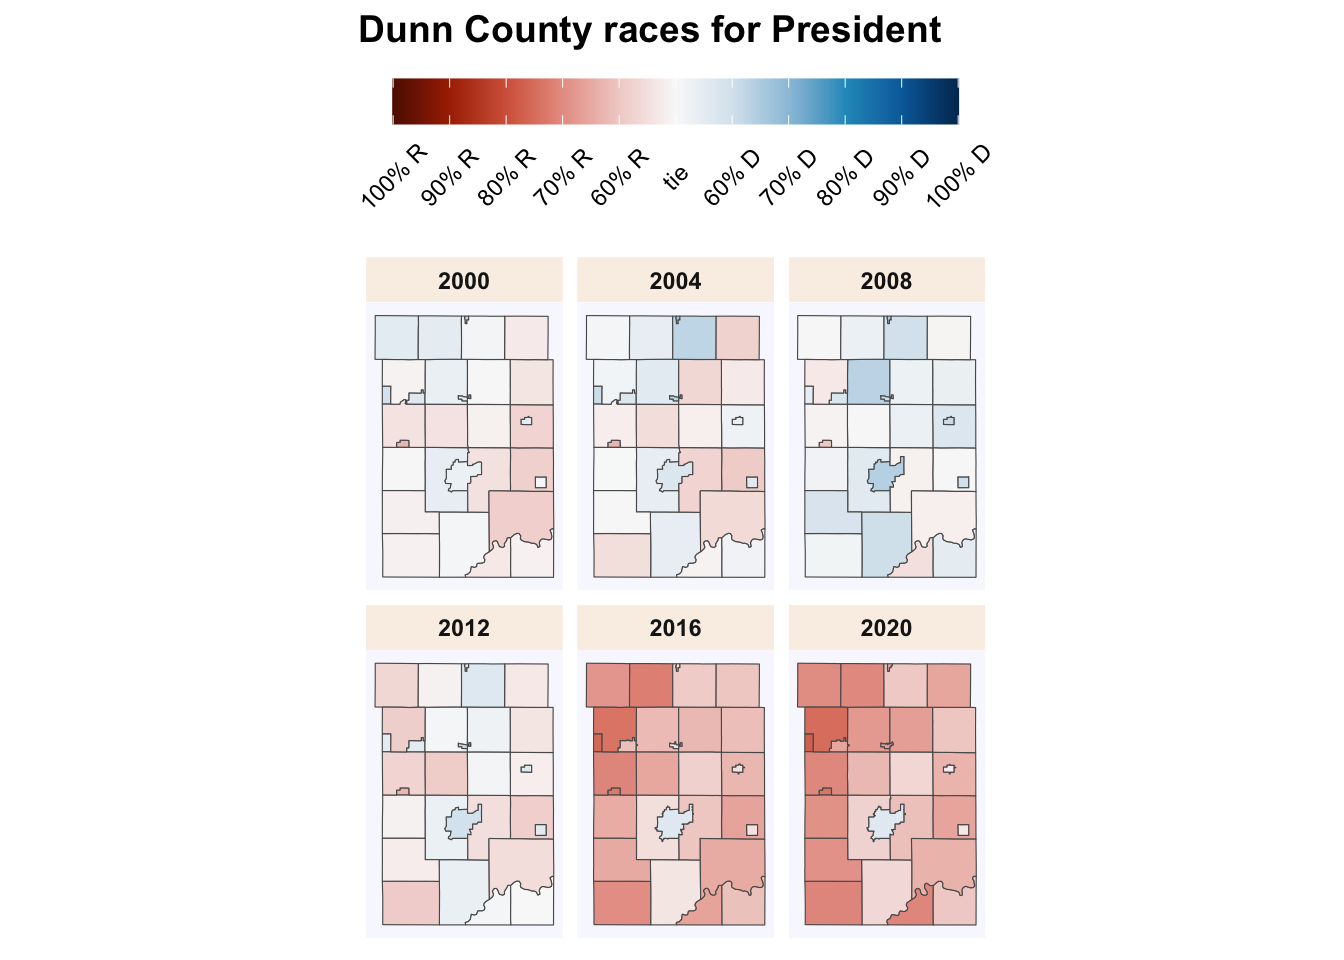 Dunn County races for President
100% R 90% R 80% R 70% R 60% R tie 60% D 70% D 80% D 90% D 100% D
2000 2004 2008
2012 2016 2020